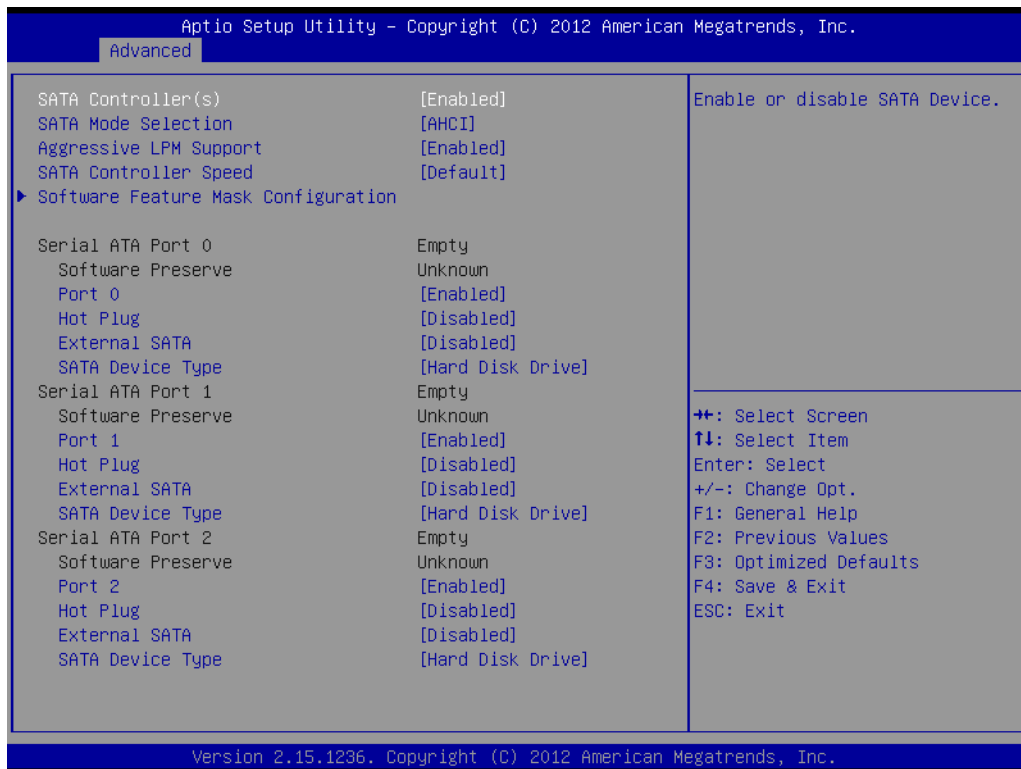 Aptio Setup Utility – Copyright (C) 2012 American Megatrends, Inc.
Advanced
SATA Controller(s) [Enabled]
SATA Mode Selection [AHCI]
Aggressive LPM Support [Enabled]
SATA Controller Speed [Default]
Software Feature Mask Configuration
Serial ATA Port 0 Empty
Software Preserve Unknown
Port 0 [Enabled]
Hot Plug [Disabled]
External SATA [Disabled]
SATA Device Type [Hard Disk Drive]
Serial ATA Port 1 Empty
Software Preserve Unknown
Port 1 [Enabled]
Hot Plug [Disabled]
External SATA [Disabled]
SATA Device Type [Hard Disk Drive]
Serial ATA Port 2 Empty
Software Preserve Unknown
Port 2 [Enabled]
Hot Plug [Disabled]
External SATA [Disabled]
SATA Device Type [Hard Disk Drive]
Enable or disable SATA Device.
→←: Select Screen
↑↓: Select Item
Enter: Select
+/-: Change Opt.
F1: General Help
F2: Previous Values
F3: Optimized Defaults
F4: Save & Exit
ESC: Exit
Version 2.15.1236. Copyright (C) 2012 American Megatrends, Inc.